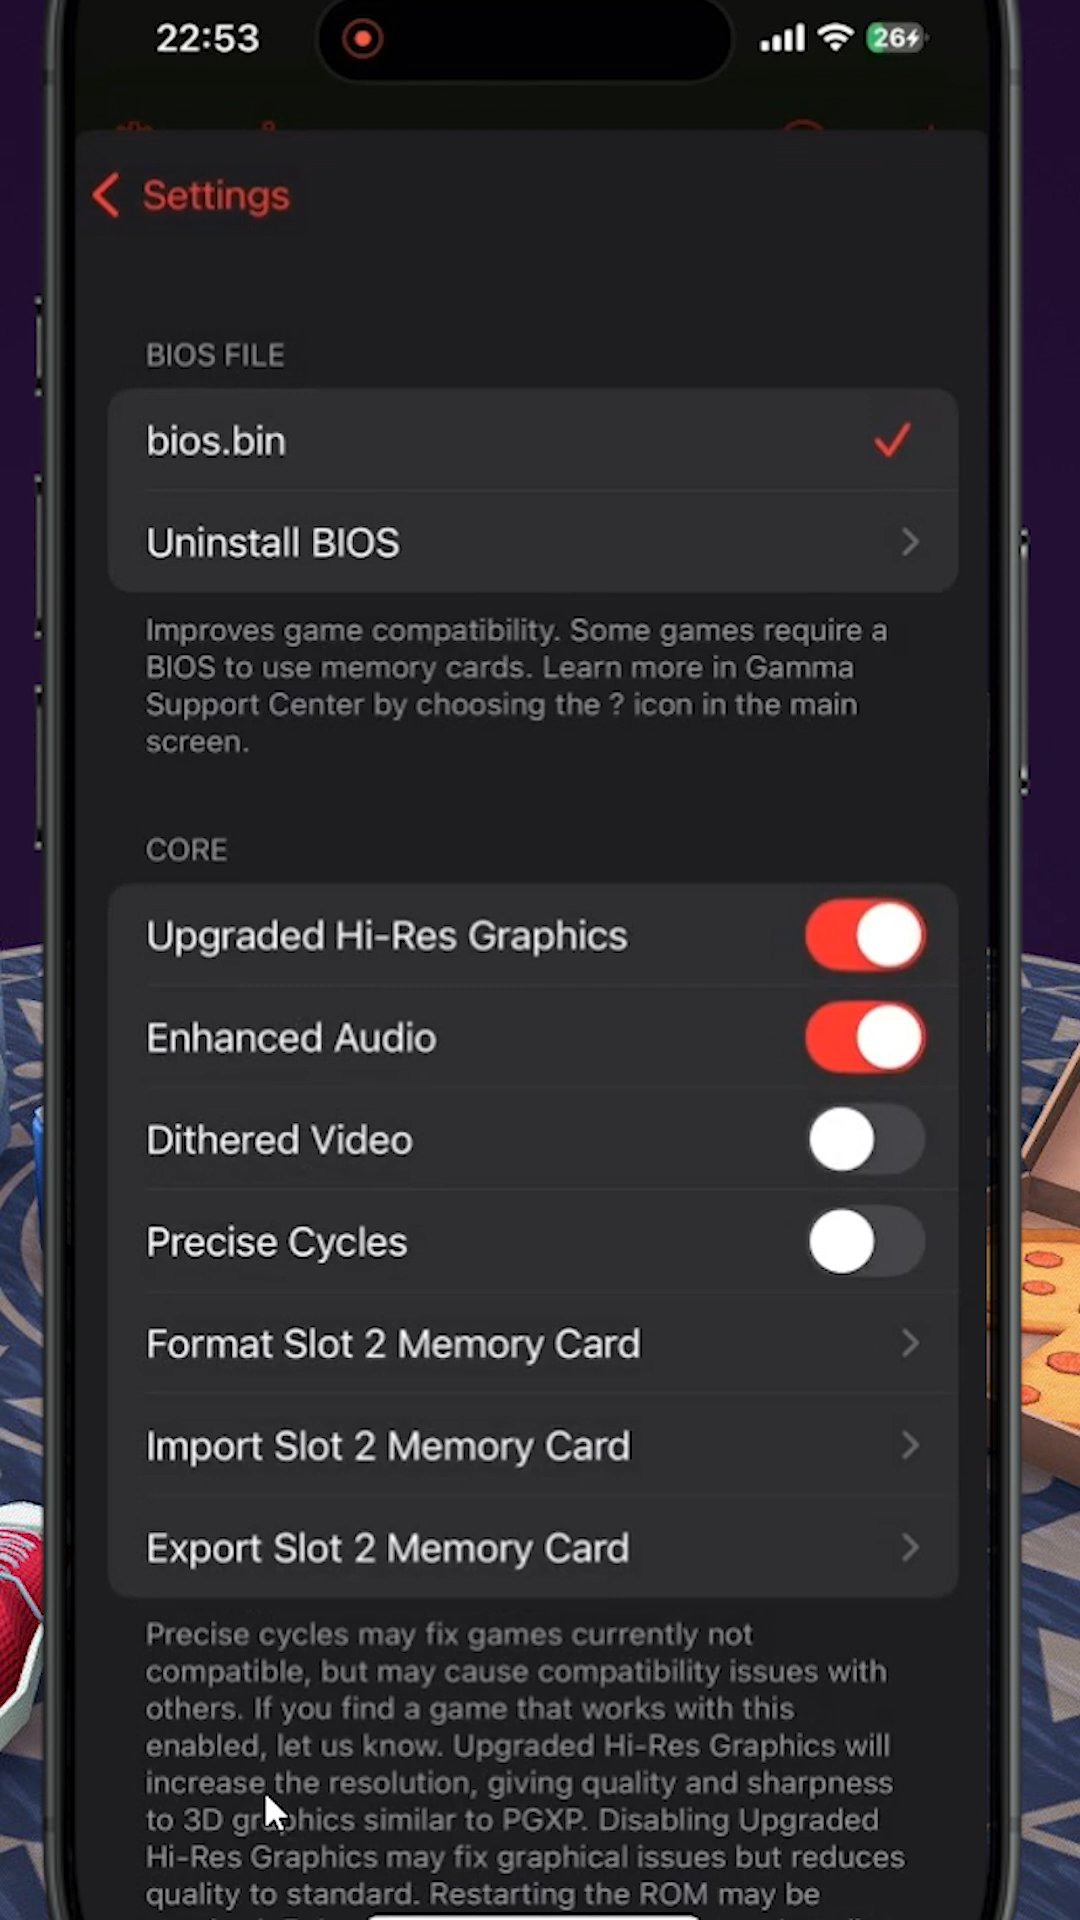 22:53
26
Settings
BIOS FILE
bios.bin
Uninstall BIOS
Improves game compatibility. Some games require a
BIOS to use memory cards. Learn more in Gamma
Support Center by choosing the ? icon in the main
screen.
CORE
Upgraded Hi-Res Graphics
Enhanced Audio
Dithered Video
Precise Cycles
Format Slot 2 Memory Card
Import Slot 2 Memory Card
Export Slot 2 Memory Card
Precise cycles may fix games currently not
compatible, but may cause compatibility issues with
others. If you find a game that works with this
enabled, let us know. Upgraded Hi-Res Graphics will
increase the resolution, giving quality and sharpness
to 3D graphics similar to PGXP. Disabling Upgraded
Hi-Res Graphics may fix graphical issues but reduces
quality to standard. Restarting the ROM may be